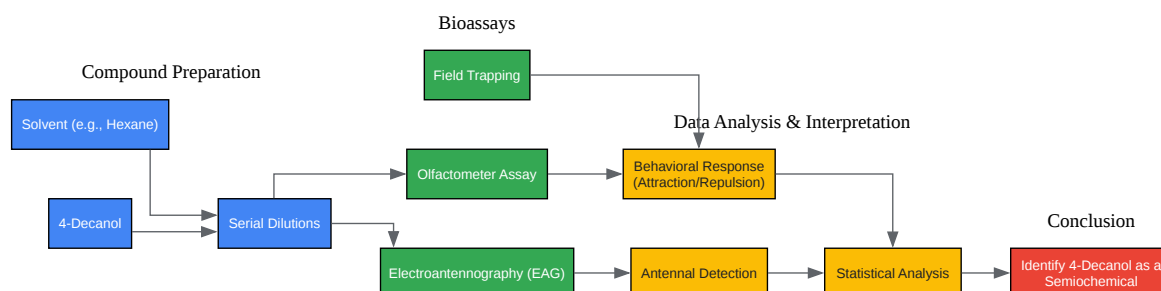 Bioassays
Compound Preparation
Field Trapping
Solvent (e.g., Hexane)
Data Analysis & Interpretation
Olfactometer Assay
Behavioral Response
(Attraction/Repulsion)
4-Decanol
Serial Dilutions
Conclusion
Electroantennography (EAG)
Antennal Detection
Statistical Analysis
Identify 4-Decanol as a
Semiochemical